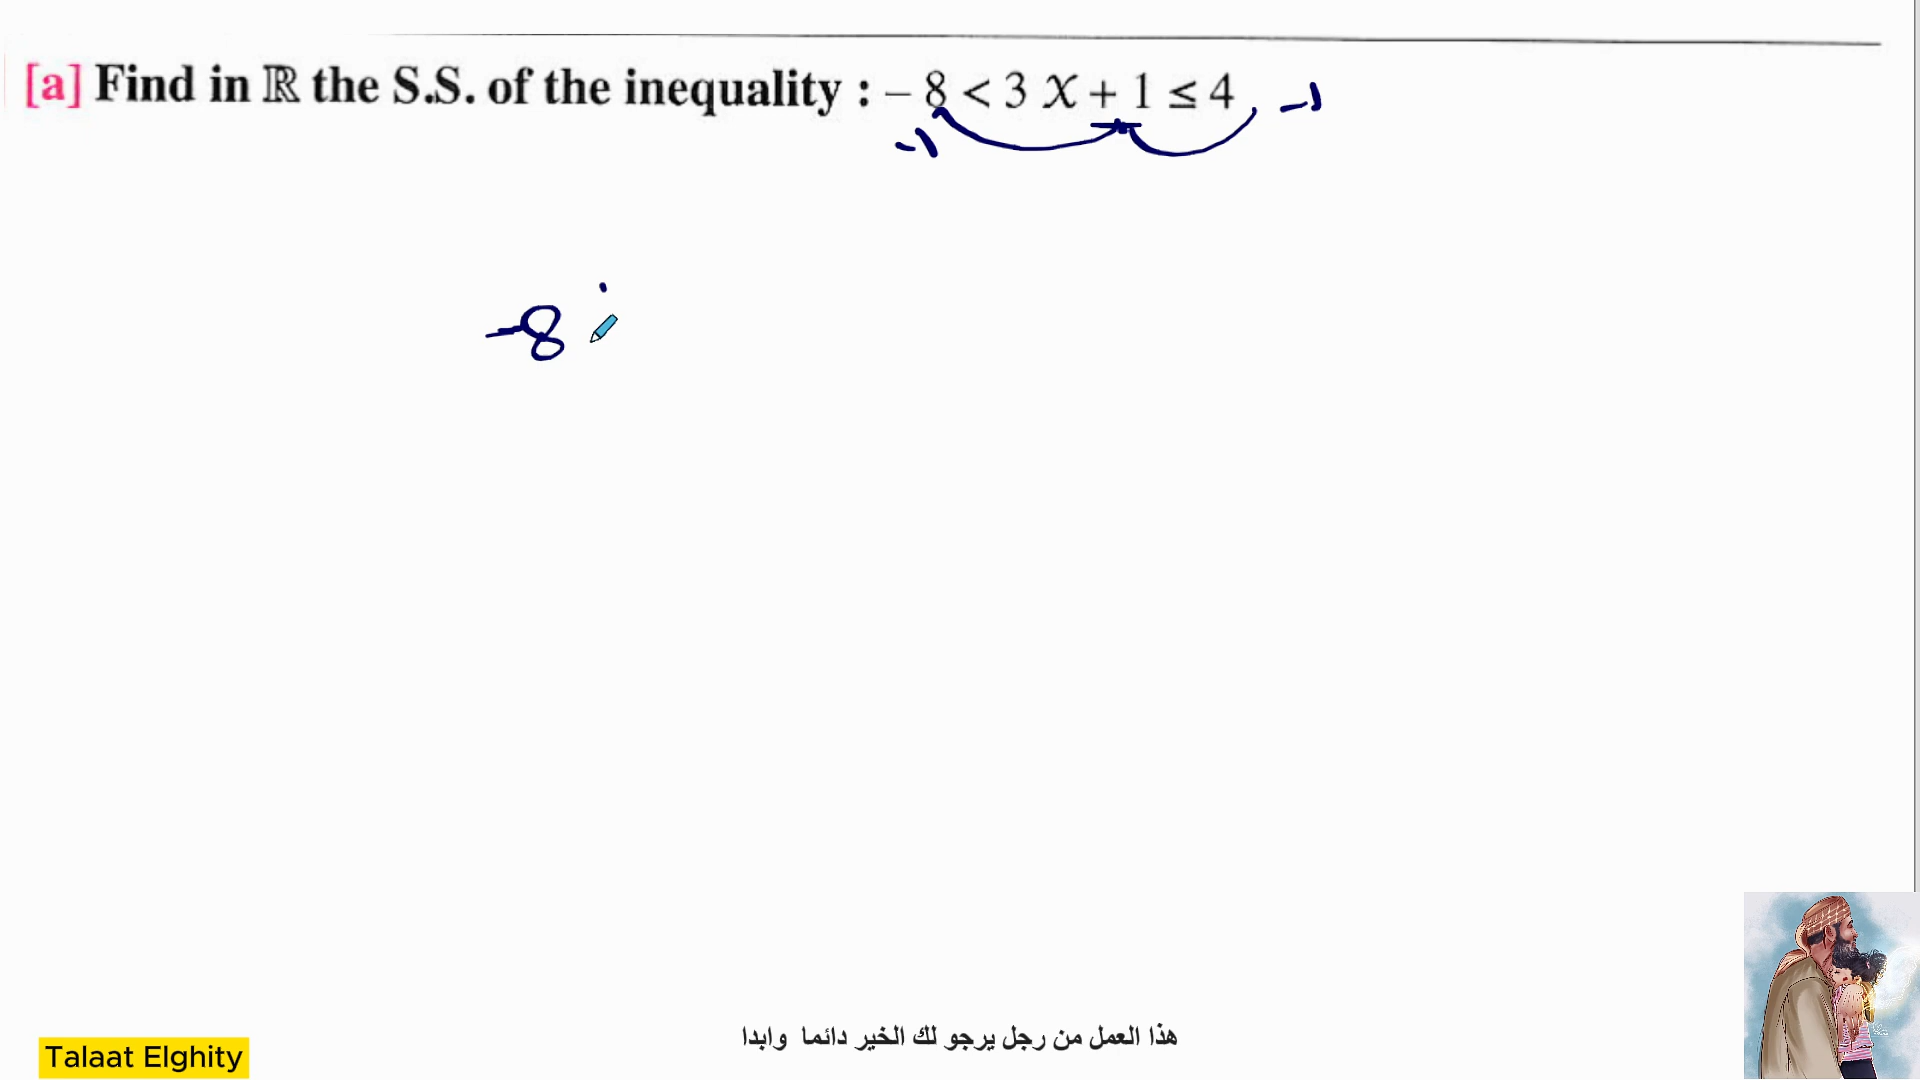 [a] Find in ℝ the S.S. of the inequality : – 8 < 3 X + 1 ≤ 4
-1
-1
-8
هذا العمل من رجل يرجو لك الخير دائما وابدا
Talaat Elghity